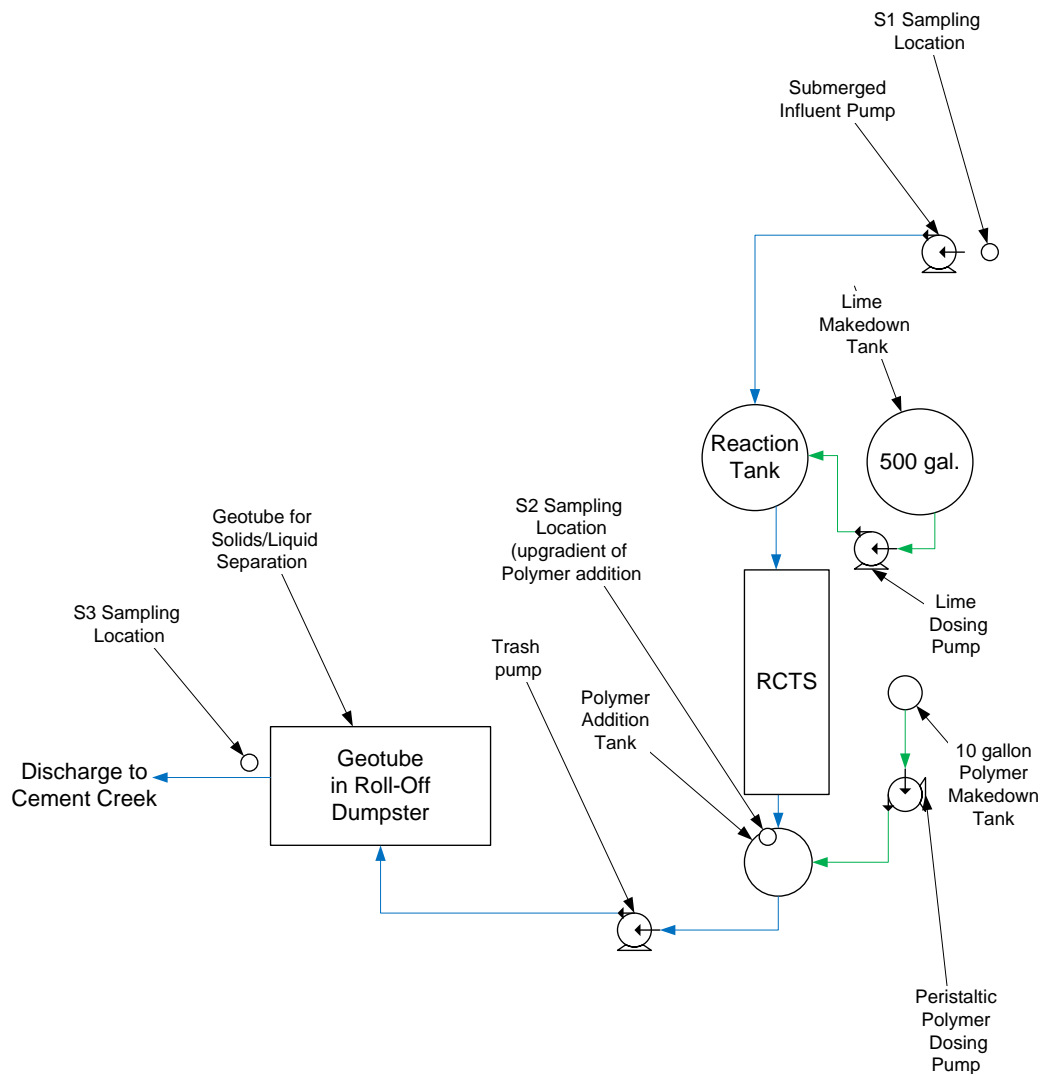 S1 Sampling
Location
Submerged
Influent Pump
Lime
Makedown
Tank
Reaction
Tank
500 gal.
S2 Sampling
Location
(upgradient of
Polymer addition
Geotube for
Solids/Liquid
Separation
Lime
Dosing
Pump
S3 Sampling
Location
Trash
pump
RCTS
Polymer
Addition
Tank
10 gallon
Polymer
Makedown
Tank
Geotube
in Roll-Off
Dumpster
Discharge to
Cement Creek
Peristaltic
Polymer
Dosing
Pump